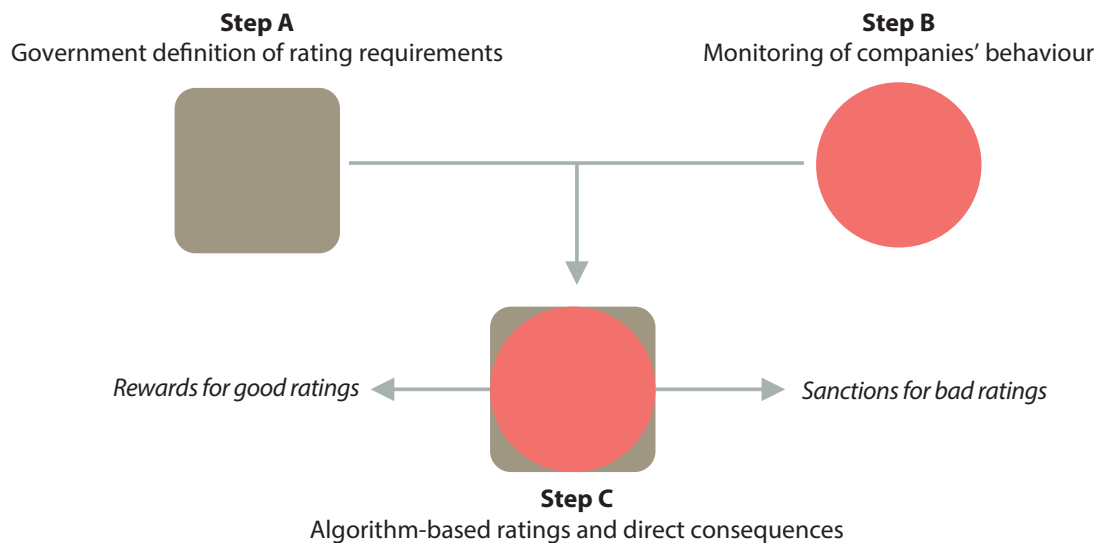 Step A
Government definition of rating requirements
Step B
Monitoring of companies’ behaviour
Rewards for good ratings
Sanctions for bad ratings
Step C
Algorithm-based ratings and direct consequences